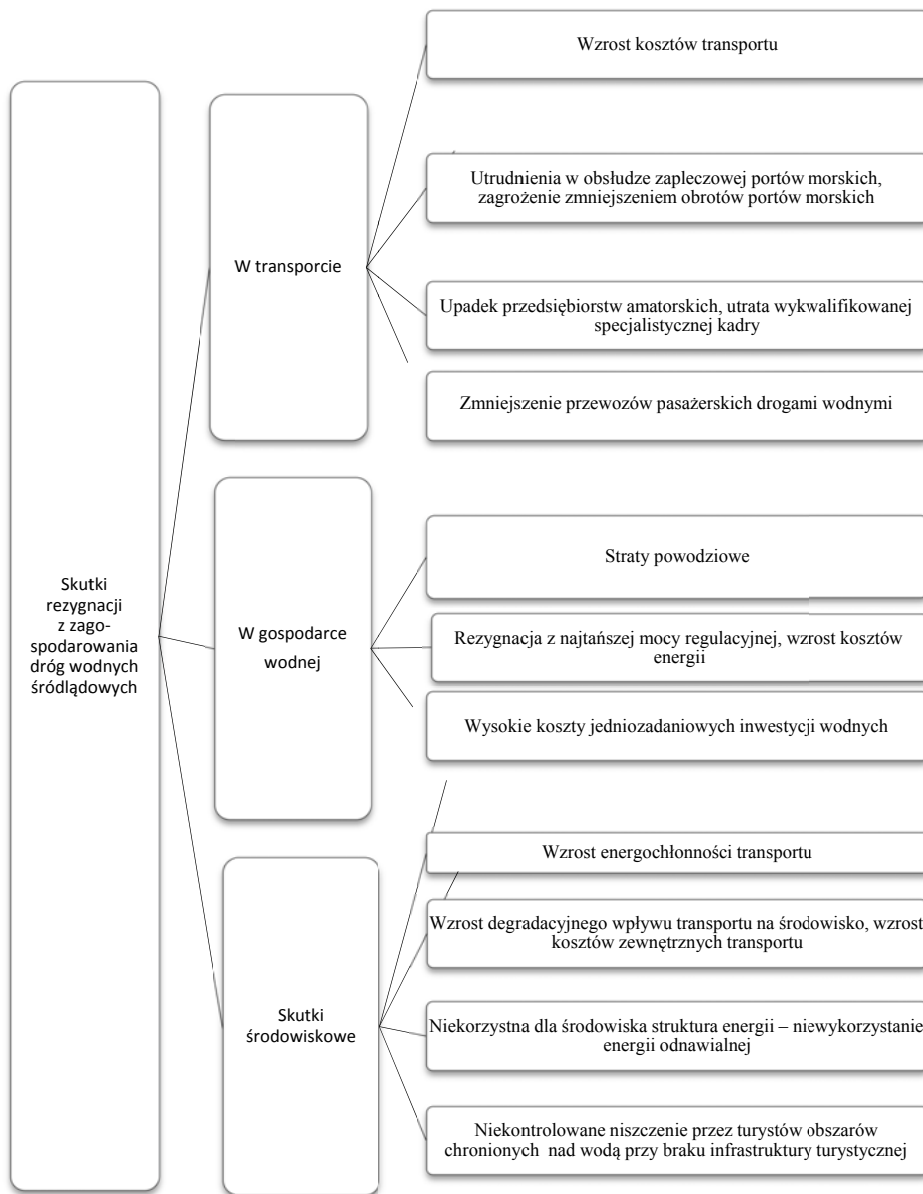 Skutki
rezygnacji
z zago-
spodarowania
dróg wodnych
śródlądowych
W transporcie
Wzrost kosztów transportu
Utrudnienia w obsłudze zapleczowej portów morskich,
zagrożenie zmniejszeniem obrotów portów morskich
Upadek przedsiębiorstw amatorskich, utrata wykwalifikowanej
specjalistycznej kadry
Zmniejszenie przewozów pasażerskich drogami wodnymi
W gospodarce
wodnej
Straty powodziowe
Rezygnacja z najtańszej mocy regulacyjnej, wzrost kosztów
energii
Wysokie koszty jedniozadaniowych inwestycji wodnych
Skutki
środowiskowe
Wzrost energochłonności transportu
Wzrost degradacyjnego wpływu transportu na środowisko, wzrost
kosztów zewnętrznych transportu
Niekorzystna dla środowiska struktura energii – niewykorzystanie
energii odnawialnej
Niekontrolowane niszczenie przez turystów obszarów
chronionych nad wodą przy braku infrastruktury turystycznej